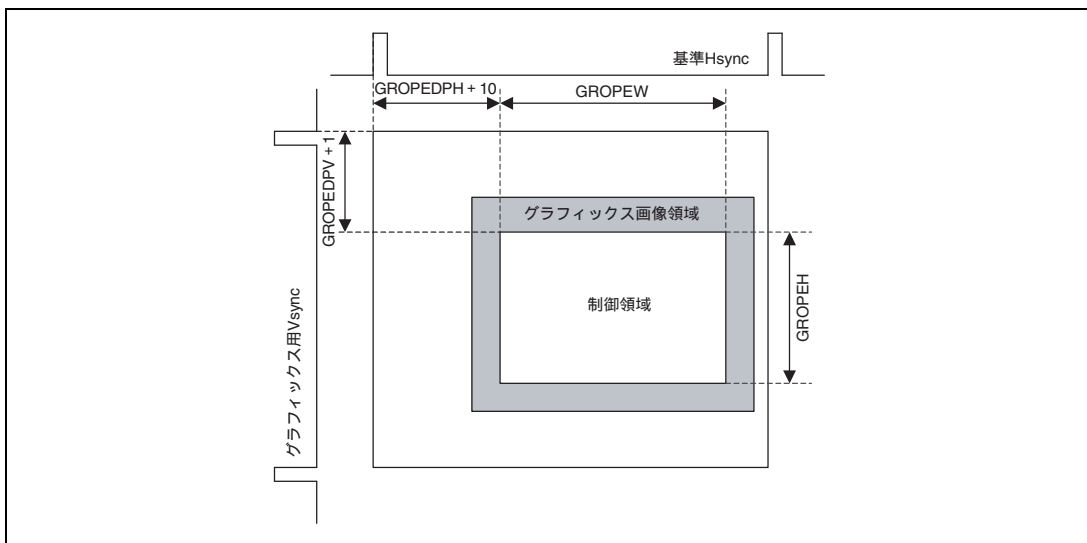 基準Hsync
GROPEDPH + 10
GROPEW
GROPEDPV + 1
グラフィックス画像領域
制御領域
GROPEH
グラフィックス用Vsync